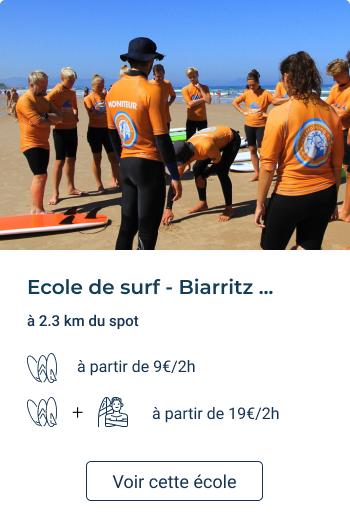 MONITEUR
Ecole de surf - Biarritz ...
à 2.3 km du spot
à partir de 9€/2h
+ à partir de 19€/2h
Voir cette école